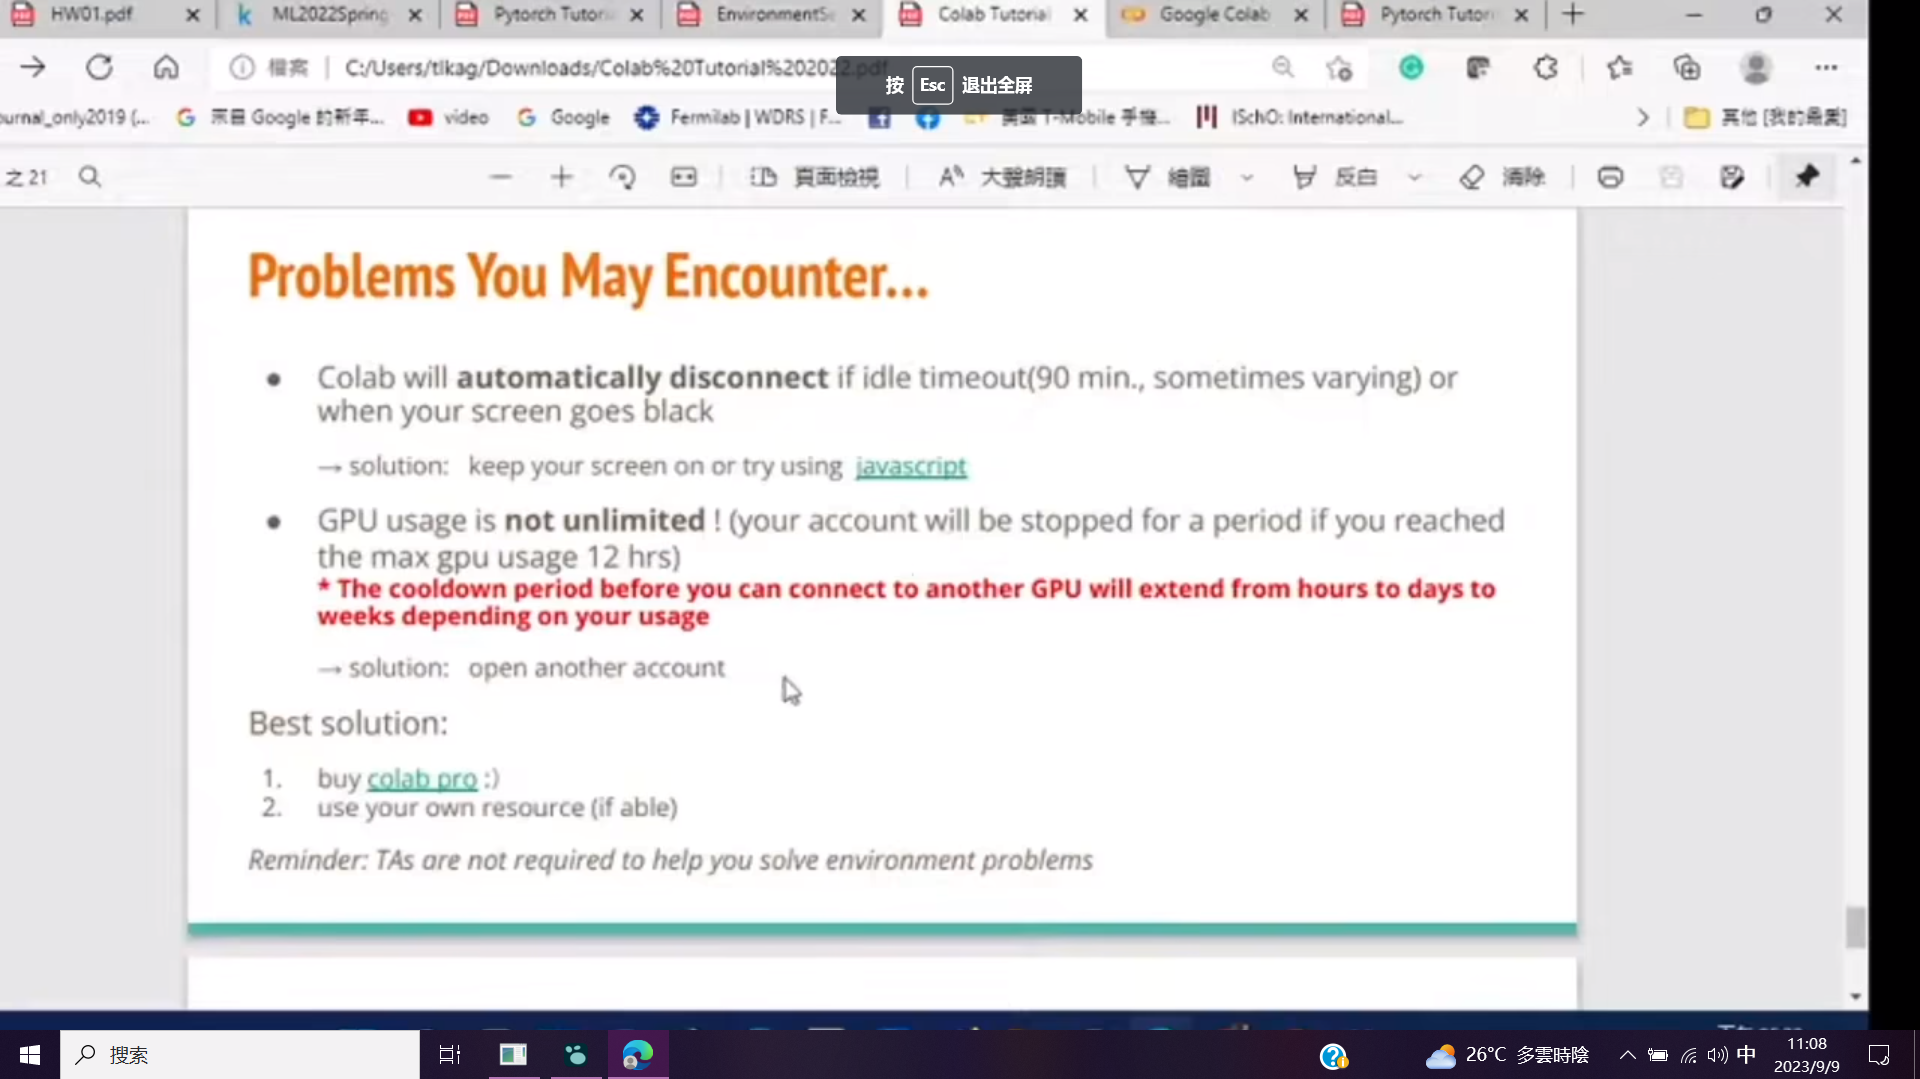 HW01.pdf
ML2022Spring
Pytorch Tutori
EnvironmentSe
Colab Tutorial
Google Colab
Pytorch Tutori
檔案 C:/Users/tlkag/Downloads/Colab%20Tutorial%202022.pdf
按 Esc 退出全屏
ournal_only2019 (...
來自 Google 的新年...
video
Google
Fermilab | WDRS | F...
美國 T-Mobile 手機...
ISchO: International...
其他 [我的最愛]
之 21
頁面檢視
大聲朗讀
繪圖
反白
清除
Problems You May Encounter...
● Colab will automatically disconnect if idle timeout(90 min., sometimes varying) or
when your screen goes black
→ solution: keep your screen on or try using javascript
● GPU usage is not unlimited ! (your account will be stopped for a period if you reached
the max gpu usage 12 hrs)
* The cooldown period before you can connect to another GPU will extend from hours to days to
weeks depending on your usage
→ solution: open another account
Best solution:
1. buy colab pro :)
2. use your own resource (if able)
Reminder: TAs are not required to help you solve environment problems
搜索
26°C 多雲時陰
中
11:08
2023/9/9